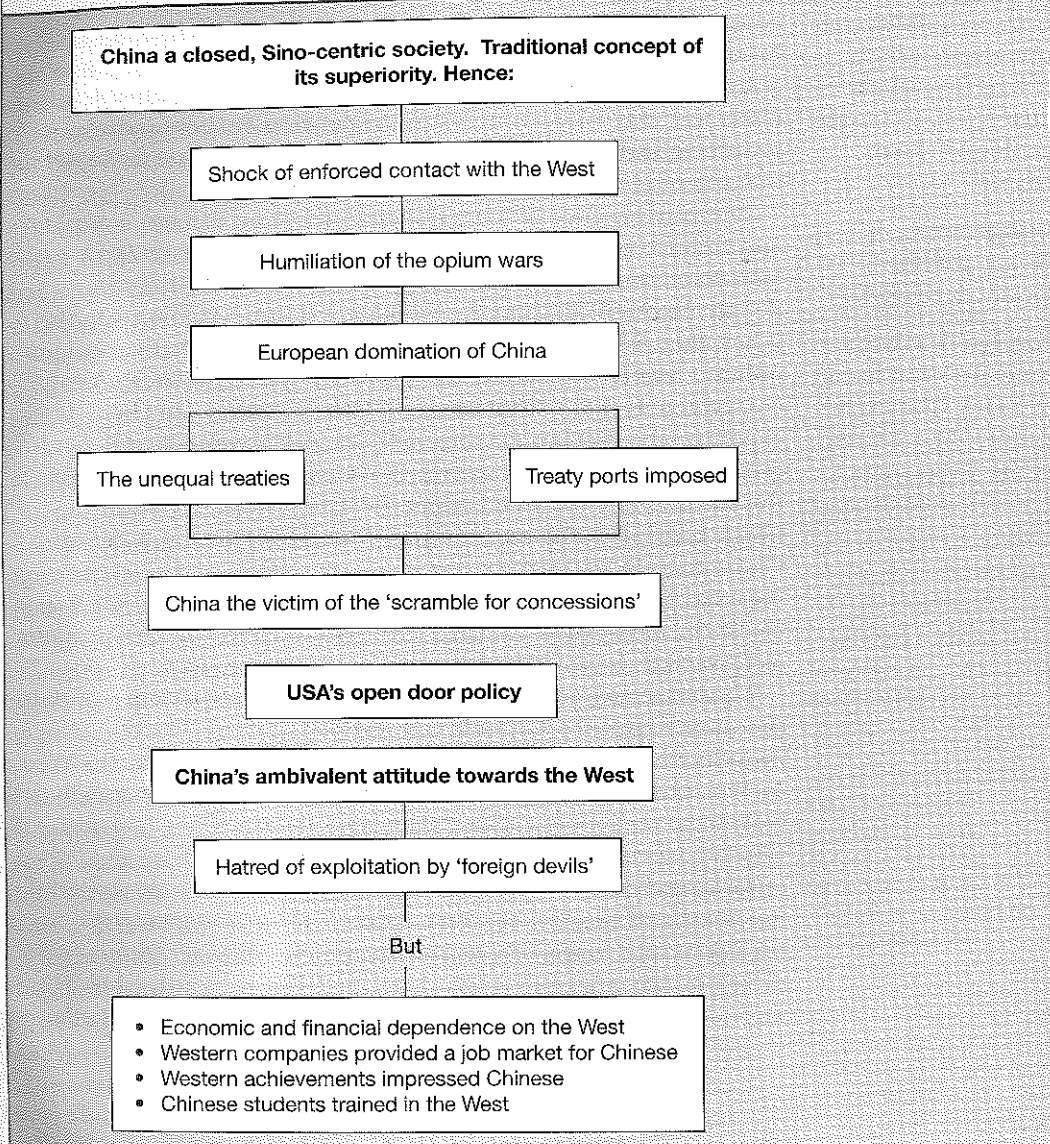 China a closed, Sino-centric society. Traditional concept of
its superiority. Hence:
Shock of enforced contact with the West
Humiliation of the opium wars
European domination of China
The unequal treaties
Treaty ports imposed
China the victim of the ‘scramble for concessions’
USA’s open door policy
China’s ambivalent attitude towards the West
Hatred of exploitation by ‘foreign devils’
But
• Economic and financial dependence on the West
• Western companies provided a job market for Chinese
• Western achievements impressed Chinese
• Chinese students trained in the West